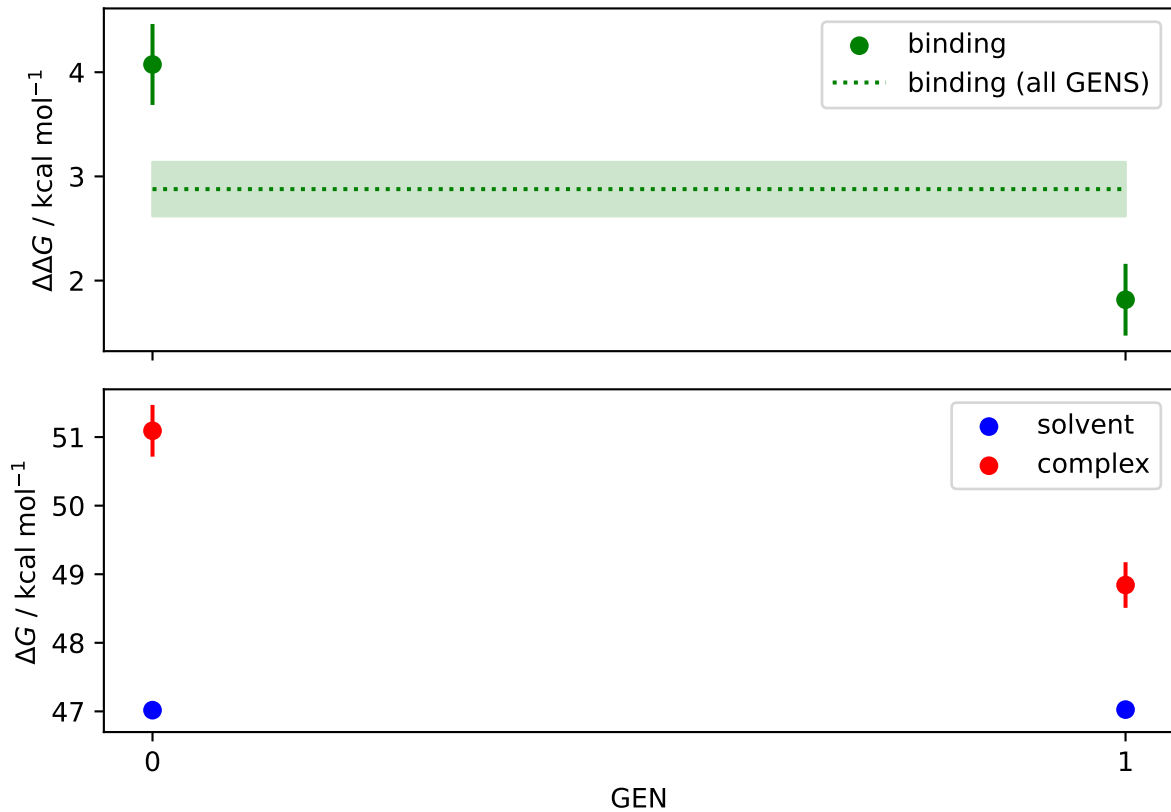 binding
binding (all GENS)
4
3
2
ΔΔG / kcal mol⁻¹
solvent
complex
51
50
49
48
47
ΔG / kcal mol⁻¹
0 1
GEN